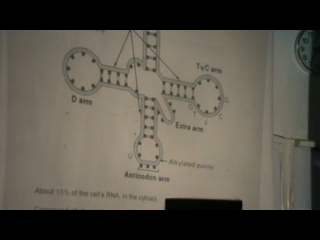 TψC arm
D arm
Extra arm
U
Alkylated purine
Anticodon arm
About 15% of the cell's RNA, in the cytosol.